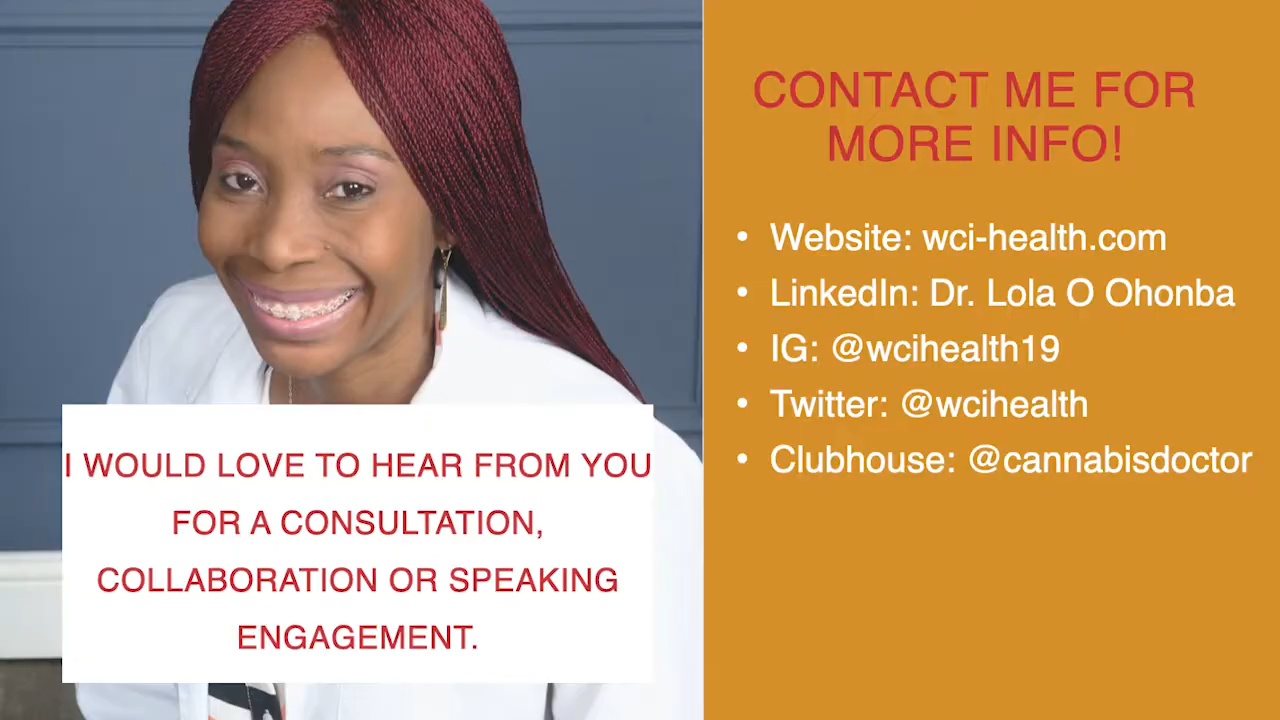 CONTACT ME FOR
MORE INFO!
• Website: wci-health.com
• LinkedIn: Dr. Lola O Ohonba
• IG: @wcihealth19
• Twitter: @wcihealth
• Clubhouse: @cannabisdoctor
I WOULD LOVE TO HEAR FROM YOU
FOR A CONSULTATION,
COLLABORATION OR SPEAKING
ENGAGEMENT.